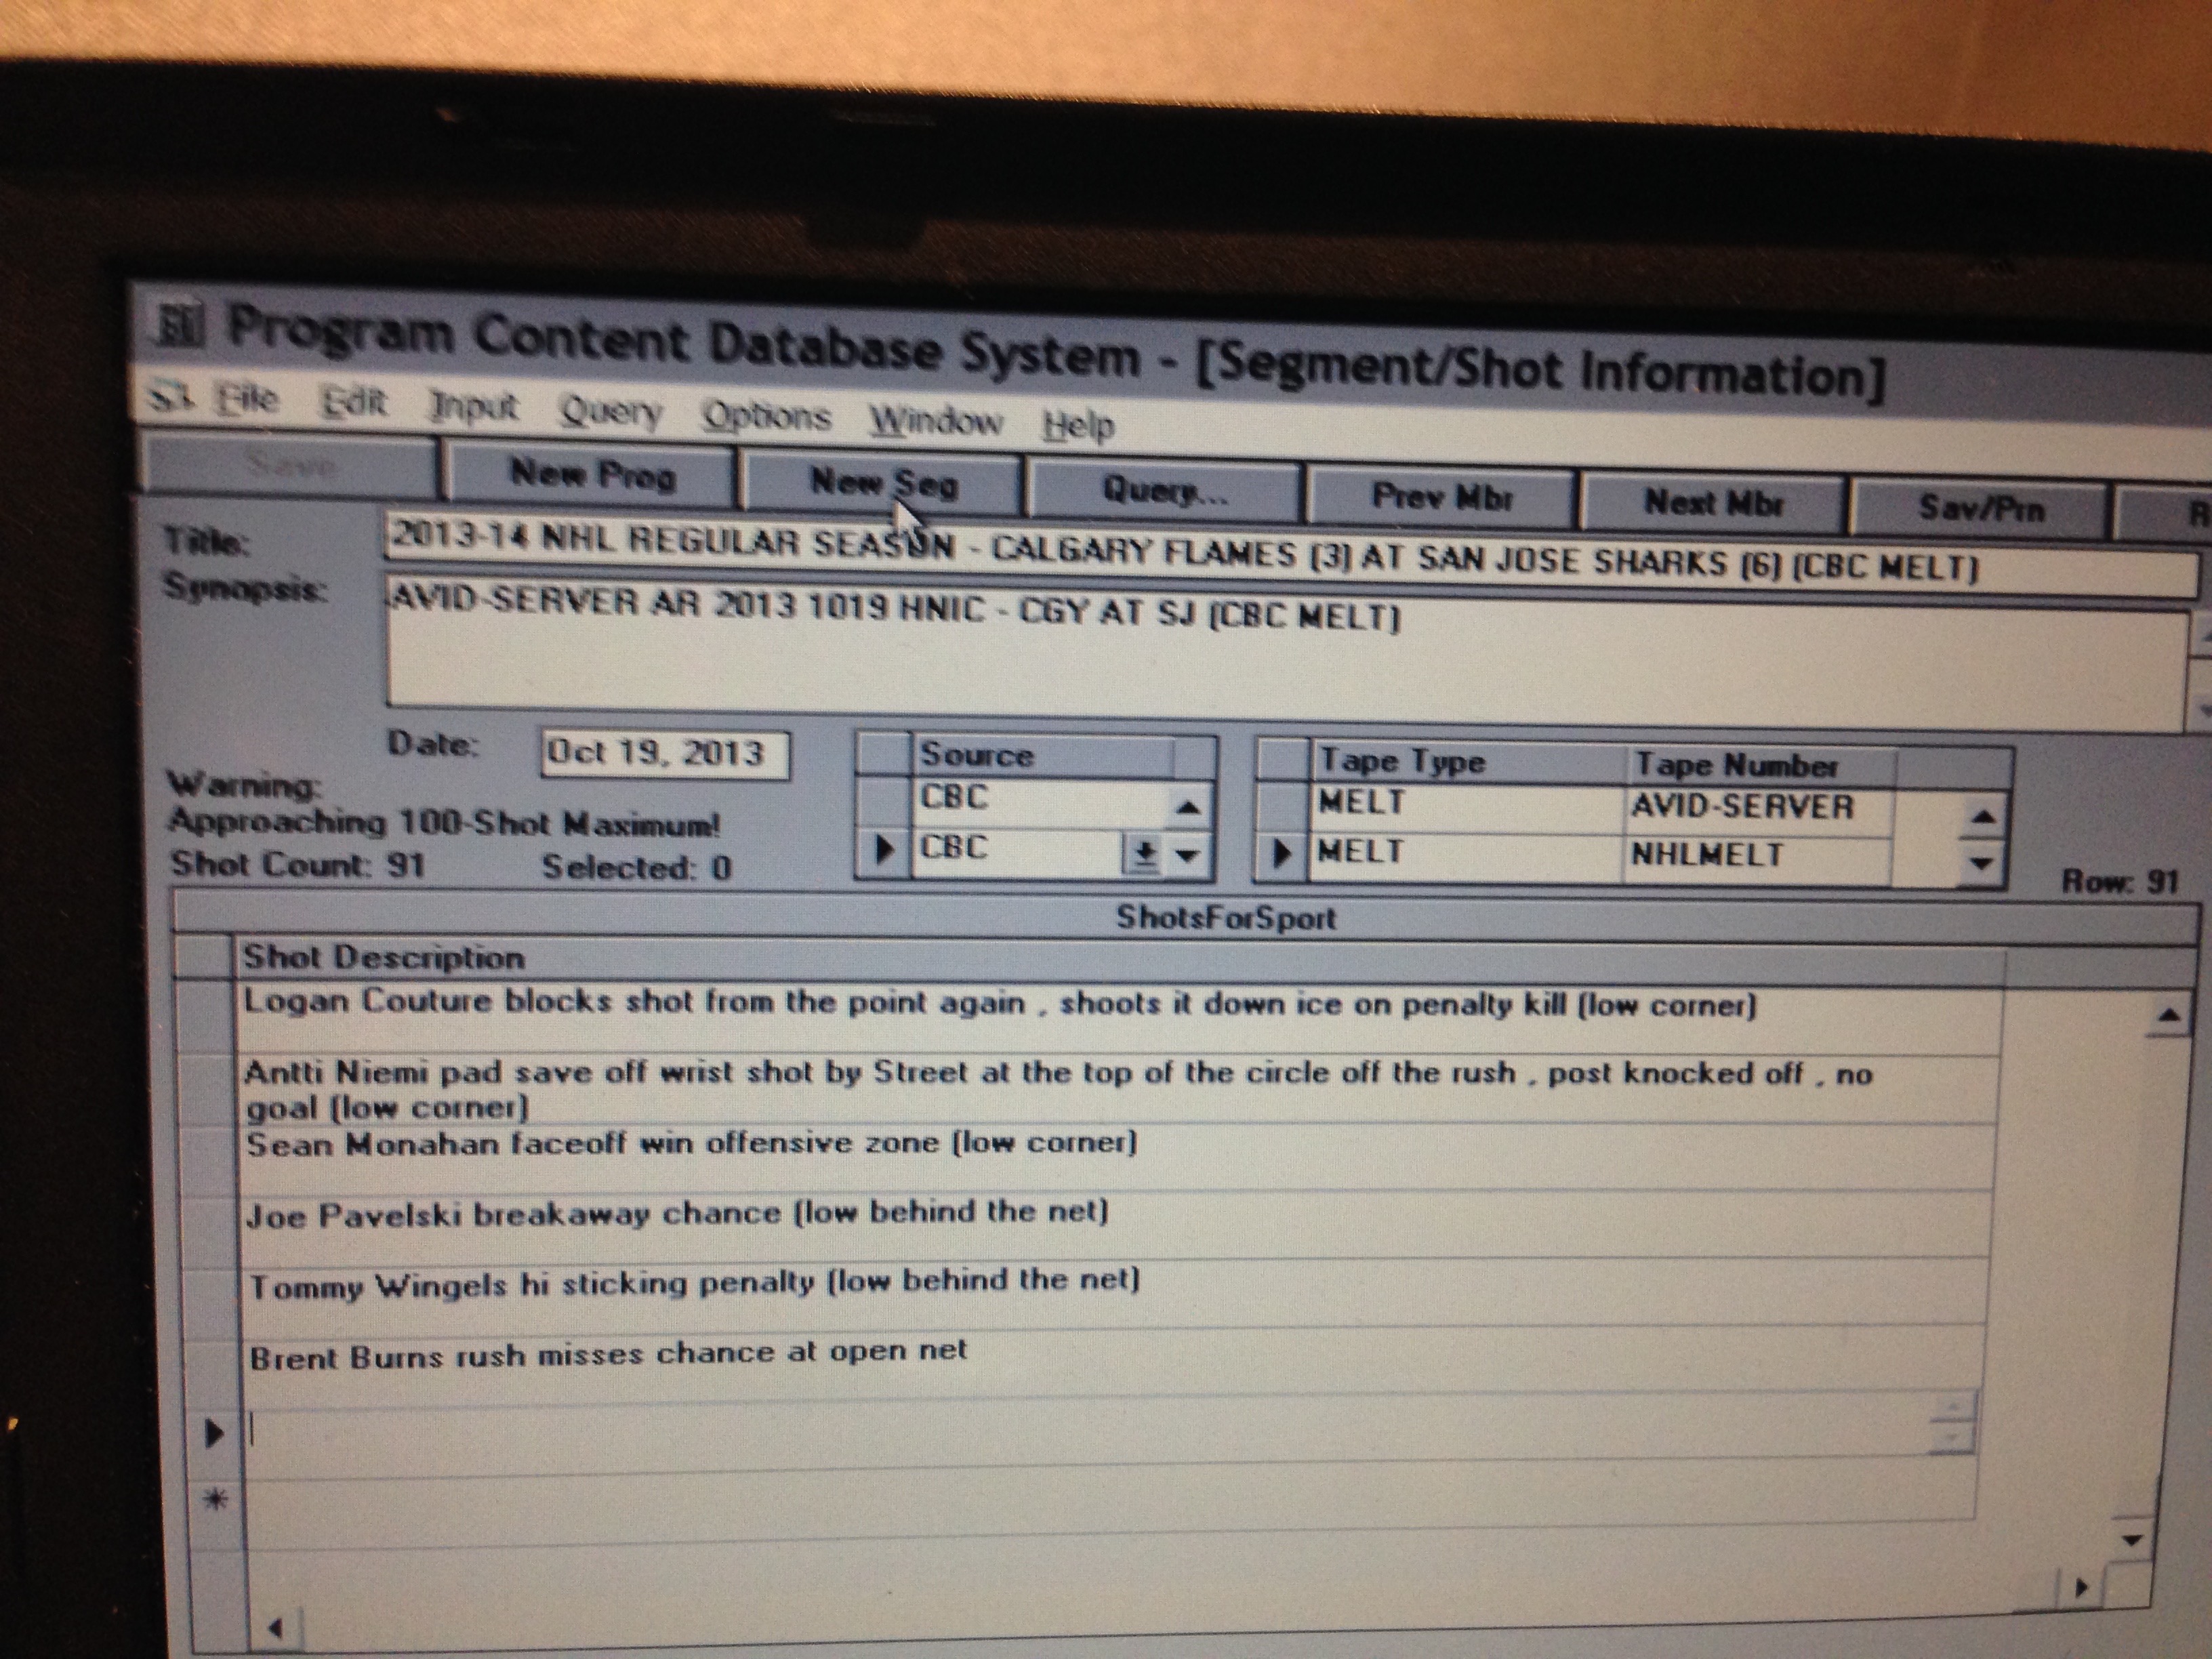 Program Content Database System - [Segment/Shot Information]
File Edit Input Query Options Window Help
Save New Prog New Seg Query... Prev Mbr Next Mbr Sav/Prn R
Title: 2013-14 NHL REGULAR SEASON - CALGARY FLAMES (3) AT SAN JOSE SHARKS (6) (CBC MELT)
Synopsis: AVID-SERVER AR 2013 1019 HNIC - CGY AT SJ (CBC MELT)
Date: Oct 19, 2013
Warning:
Approaching 100-Shot Maximum!
Shot Count: 91 Selected: 0
Source
CBC
CBC
Tape Type Tape Number
MELT AVID-SERVER
MELT NHLMELT
Row: 91
ShotsForSport
Shot Description
Logan Couture blocks shot from the point again , shoots it down ice on penalty kill (low corner)
Antti Niemi pad save off wrist shot by Street at the top of the circle off the rush , post knocked off , no
goal (low corner)
Sean Monahan faceoff win offensive zone (low corner)
Joe Pavelski breakaway chance (low behind the net)
Tommy Wingels hi sticking penalty (low behind the net)
Brent Burns rush misses chance at open net